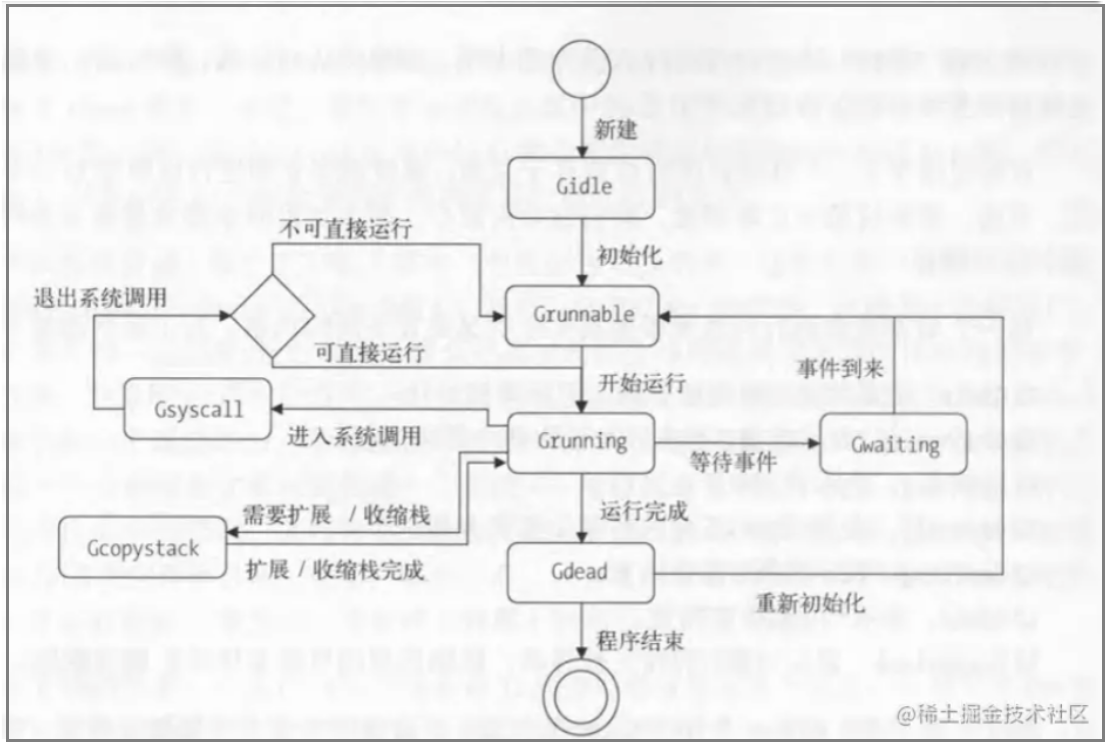 新建
Gidle
不可直接运行
初始化
退出系统调用
Grunnable
可直接运行
开始运行
事件到来
Gsyscall
进入系统调用
Grunning
等待事件
Gwaiting
需要扩展 / 收缩栈
运行完成
Gcopystack
扩展 / 收缩栈完成
Gdead
重新初始化
程序结束
@稀土掘金技术社区